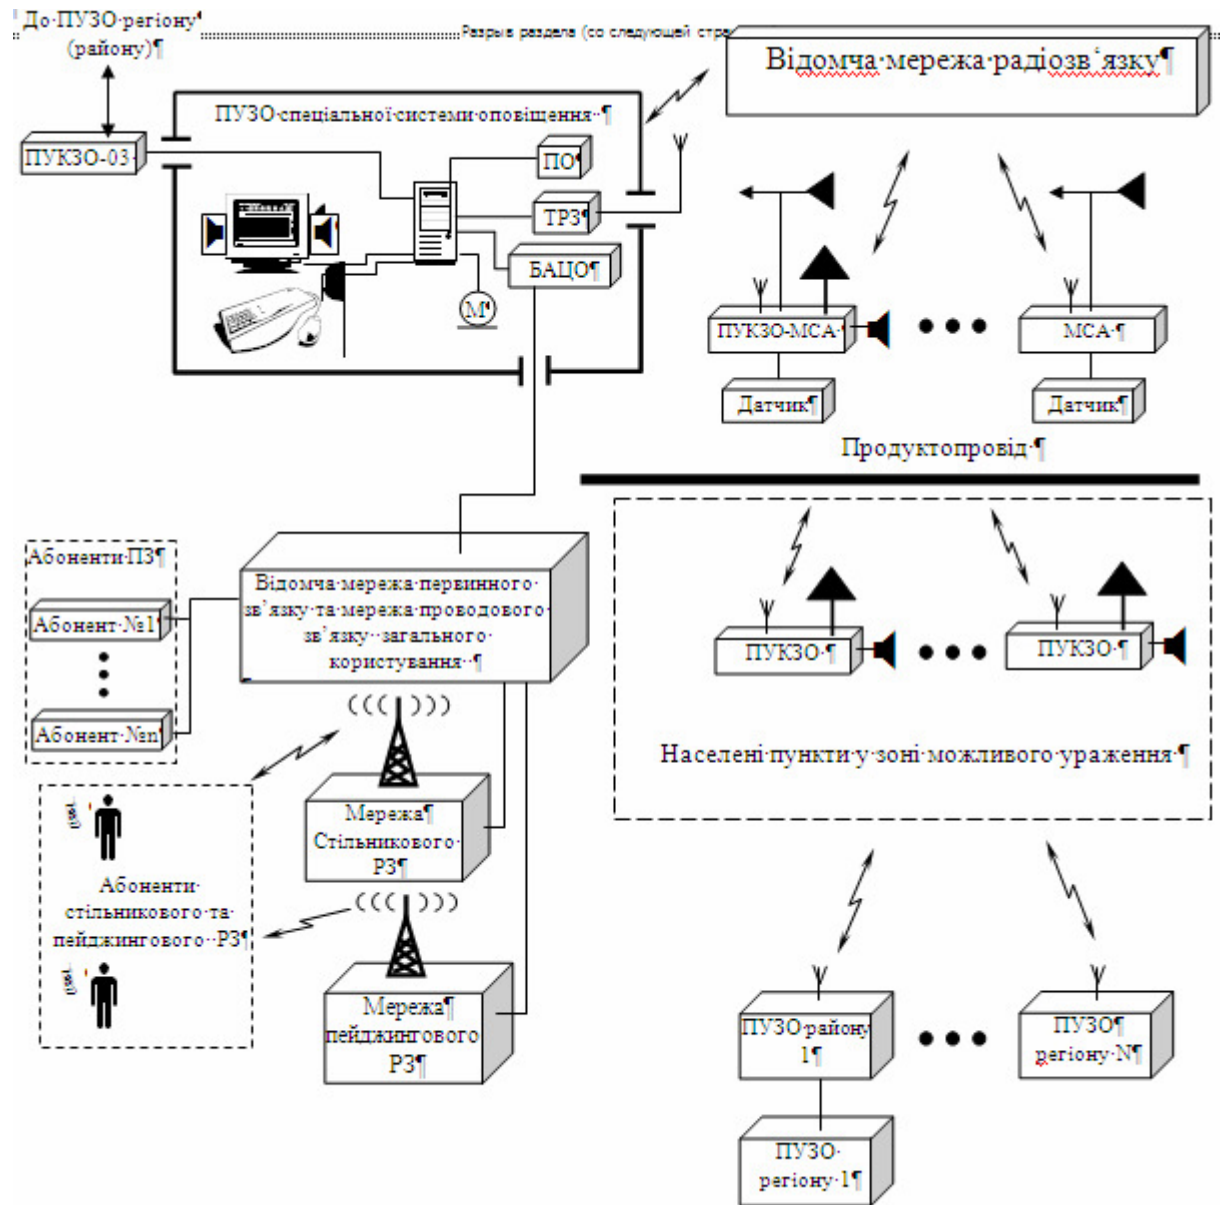 До·ПУЗО·регіону¶
(району)¶
Разрыв раздела (со следующей стра
Відомча·мережа·радіозв‘язку¶
ПУЗО·спеціальної·системи·оповіщення··¶
ПУКЗО-03·
ПО¶
ТРЗ¶
БАЦО¶
М¶
ПУКЗО-МСА·¶
МСА·¶
Датчик¶
Датчик¶
Продуктопровід·¶
Абоненти·ПЗ¶
Абонент·№1¶
Абонент·№n¶
Відомча·мережа·первинного·
зв’язку·та·мережа·проводового·
зв’язку··загального·
користування··¶
ПУКЗО·¶
ПУКЗО·¶
Населені·пункти·у·зоні·можливого·ураження·¶
Мережа¶
Стільникового·
РЗ¶
Абоненти·
стільникового·та·
пейджингового··РЗ¶
Мережа¶
пейджингового·
РЗ¶
ПУЗО·району·
1¶
ПУЗО¶
регіону·N¶
ПУЗО·
регіону·1¶